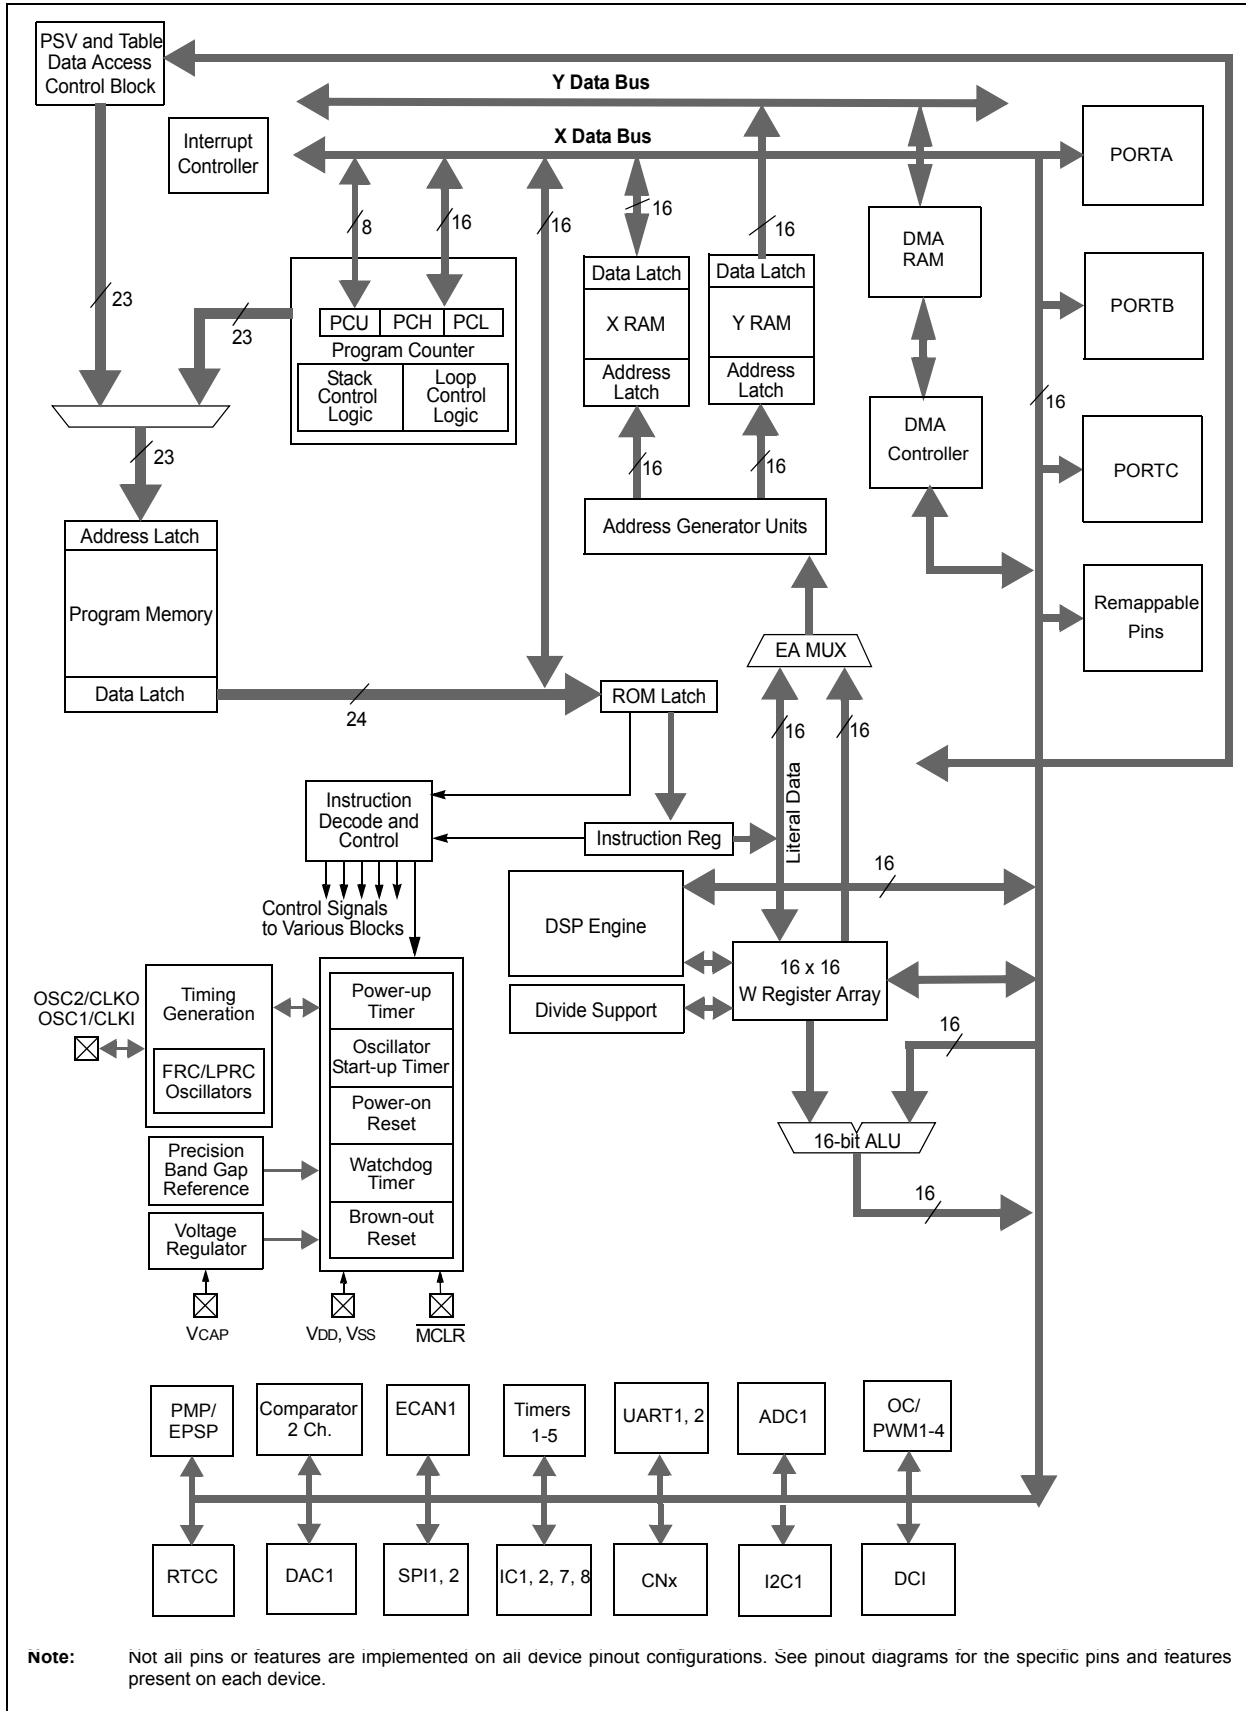 PSV and Table
Data Access
Control Block
Y Data Bus
Interrupt
Controller
X Data Bus
PORTA
8
16
16
16
16
DMA
RAM
23
23
PCU PCH PCL
Program Counter
Stack
Control
Logic
Loop
Control
Logic
Data Latch
X RAM
Address
Latch
Data Latch
Y RAM
Address
Latch
PORTB
16
DMA
Controller
23
16
16
PORTC
Address Latch
Program Memory
Data Latch
Address Generator Units
Remappable
Pins
EA MUX
24
ROM Latch
16
16
Literal Data
Instruction
Decode and
Control
Instruction Reg
16
Control Signals
to Various Blocks
DSP Engine
16 x 16
W Register Array
Divide Support
OSC2/CLKO
OSC1/CLKI
Timing
Generation
FRC/LPRC
Oscillators
Power-up
Timer
Oscillator
Start-up Timer
Power-on
Reset
Watchdog
Timer
Brown-out
Reset
16
16-bit ALU
16
Precision
Band Gap
Reference
Voltage
Regulator
VCAP
VDD, VSS
MCLR
PMP/
EPSP
Comparator
2 Ch.
ECAN1
Timers
1-5
UART1, 2
ADC1
OC/
PWM1-4
RTCC
DAC1
SPI1, 2
IC1, 2, 7, 8
CNx
I2C1
DCI
Note: Not all pins or features are implemented on all device pinout configurations. See pinout diagrams for the specific pins and features
present on each device.